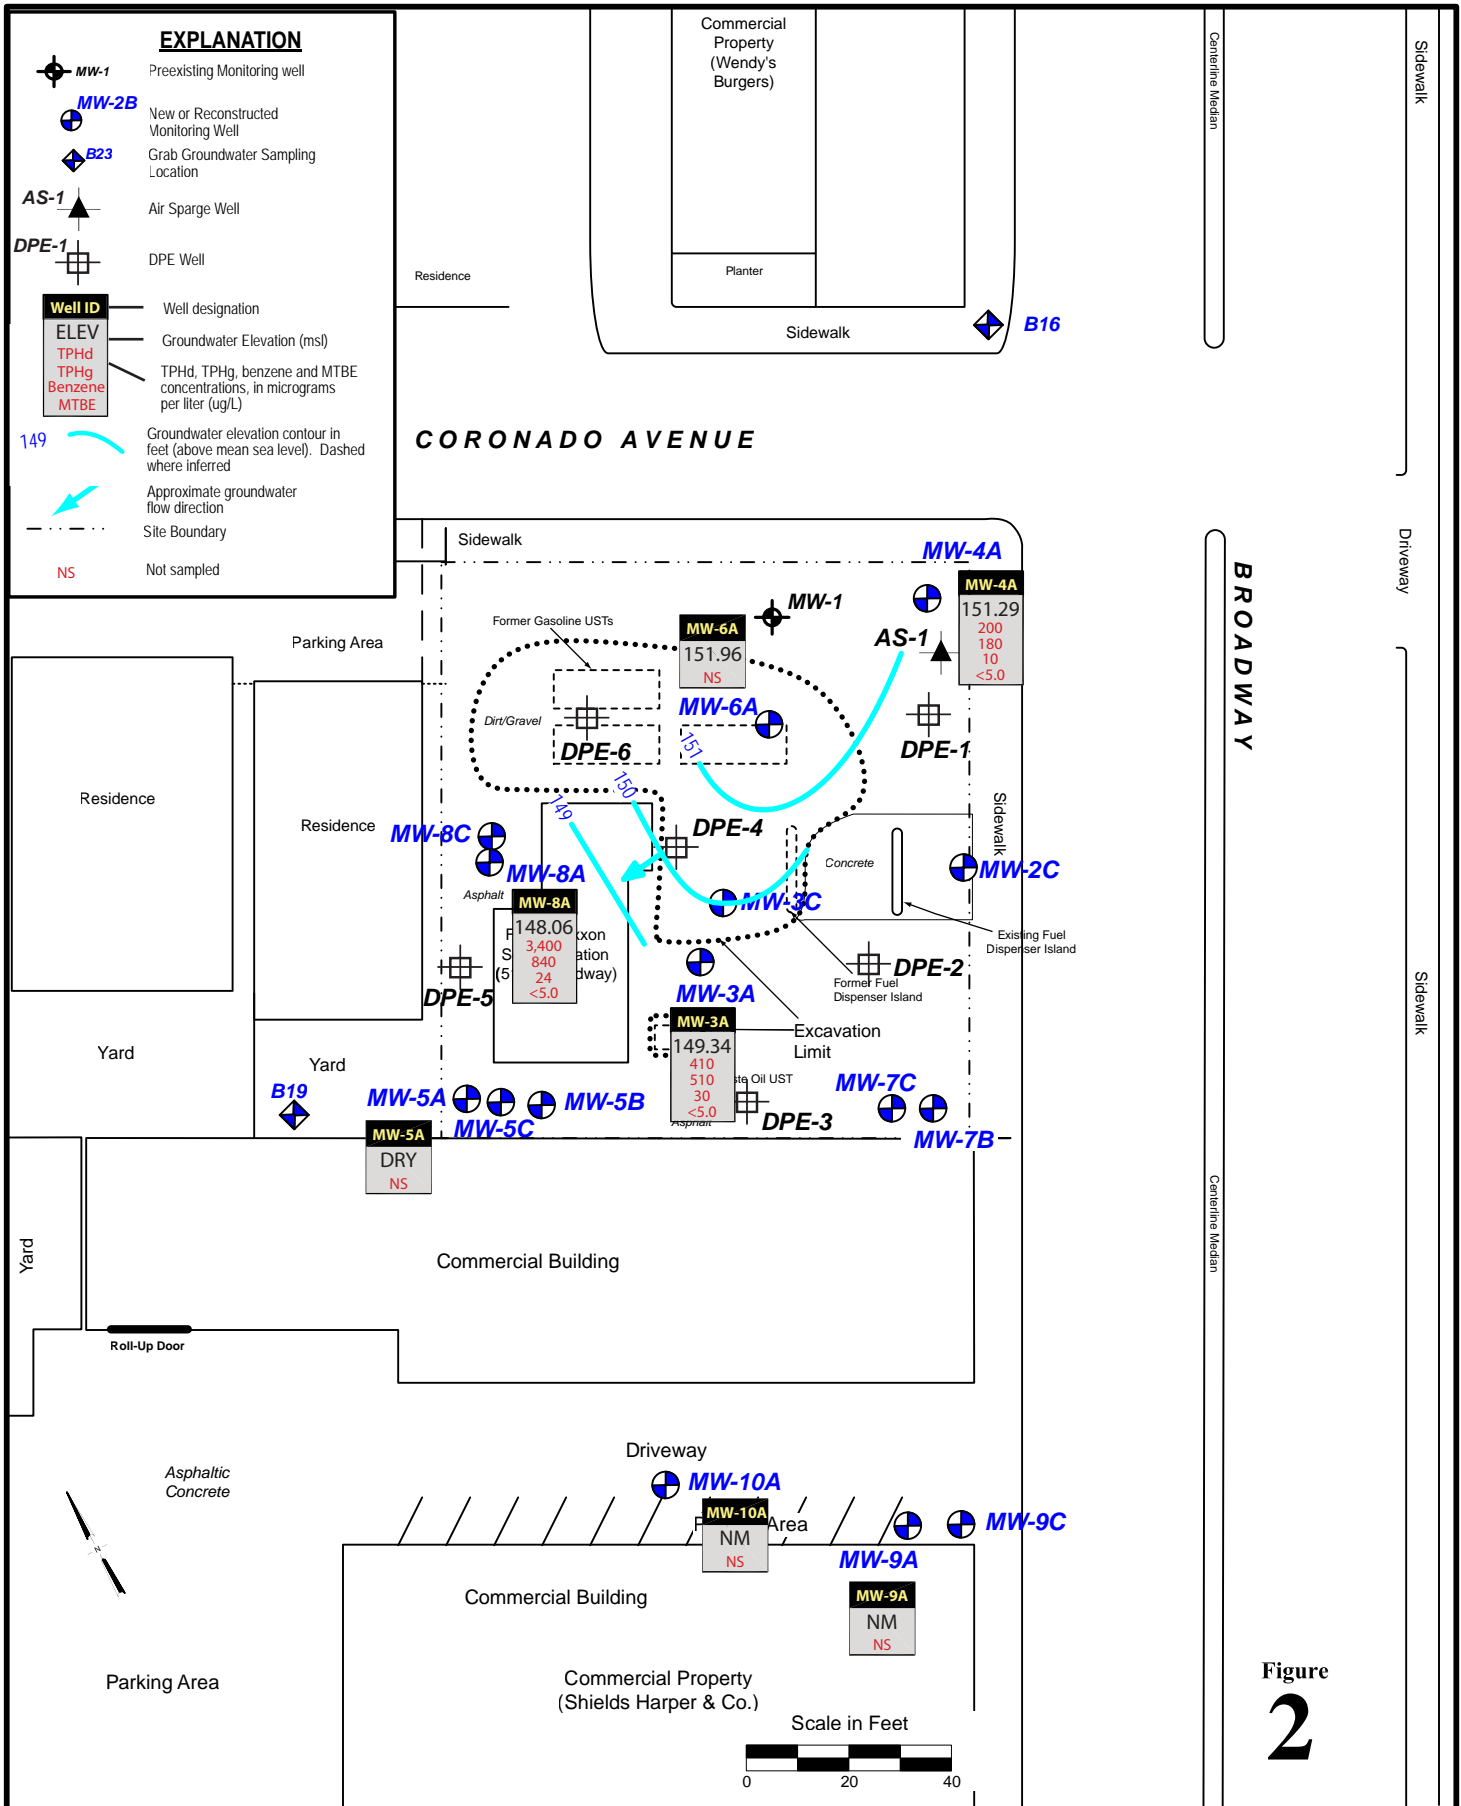 EXPLANATION
MW-1
Preexisting Monitoring well
MW-2B
New or Reconstructed
Monitoring Well
B23
Grab Groundwater Sampling
Location
AS-1
Air Sparge Well
DPE-1
DPE Well
Well ID
Well designation
ELEV
Groundwater Elevation (msl)
TPHd
TPHg
Benzene
MTBE
TPHd, TPHg, benzene and MTBE
concentrations, in micrograms
per liter (ug/L)
149
Groundwater elevation contour in
feet (above mean sea level). Dashed
where inferred
Approximate groundwater
flow direction
Site Boundary
NS
Not sampled
Commercial
Property
(Wendy's
Burgers)
Planter
Residence
Sidewalk
B16
Centerline Median
Sidewalk
CORONADO AVENUE
Driveway
BROADWAY
Sidewalk
MW-4A
MW-4A
151.29
200
180
10
<5.0
MW-1
AS-1
Former Gasoline USTs
MW-6A
151.96
NS
MW-6A
Parking Area
Dirt/Gravel
DPE-6
DPE-1
151
150
149
Residence
Residence
MW-8C
MW-8A
Asphalt
MW-8A
148.06
3,400
840
24
<5.0
F xxon
S ation
(51 dway)
DPE-4
Concrete
Sidewalk
MW-2C
MW-3C
Existing Fuel
Dispenser Island
DPE-2
Former Fuel
Dispenser Island
DPE-5
MW-3A
MW-3A
149.34
410
510
30
<5.0
Excavation
Limit
ste Oil UST
Asphalt
DPE-3
Sidewalk
Yard
Yard
B19
MW-5A
MW-5C
MW-5B
MW-7C
MW-7B
MW-5A
DRY
NS
Yard
Commercial Building
Centerline Median
Roll-Up Door
Driveway
Asphaltic
Concrete
MW-10A
MW-10A
NM
NS
Area
MW-9A
MW-9C
MW-9A
NM
NS
N
Commercial Building
Parking Area
Commercial Property
(Shields Harper & Co.)
Scale in Feet
0 20 40
Figure
2